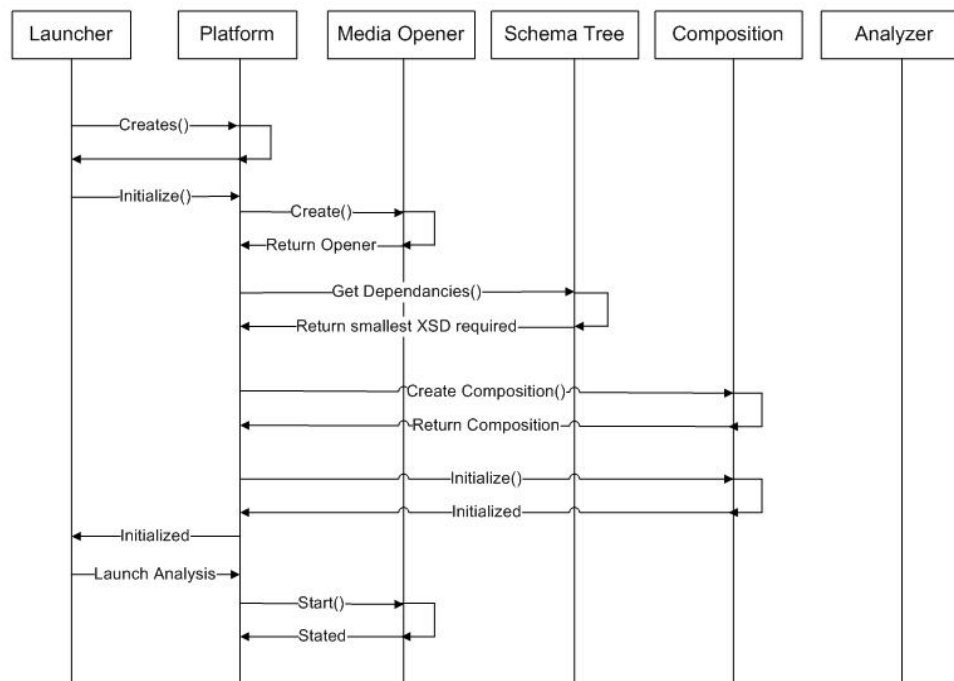 Launcher
Platform
Media Opener
Schema Tree
Composition
Analyzer
Creates()
Initialize()
Create()
Return Opener
Get Dependancies()
Return smallest XSD required
Create Composition()
Return Composition
Initialize()
Initialized
Initialized
Launch Analysis
Start()
Stated